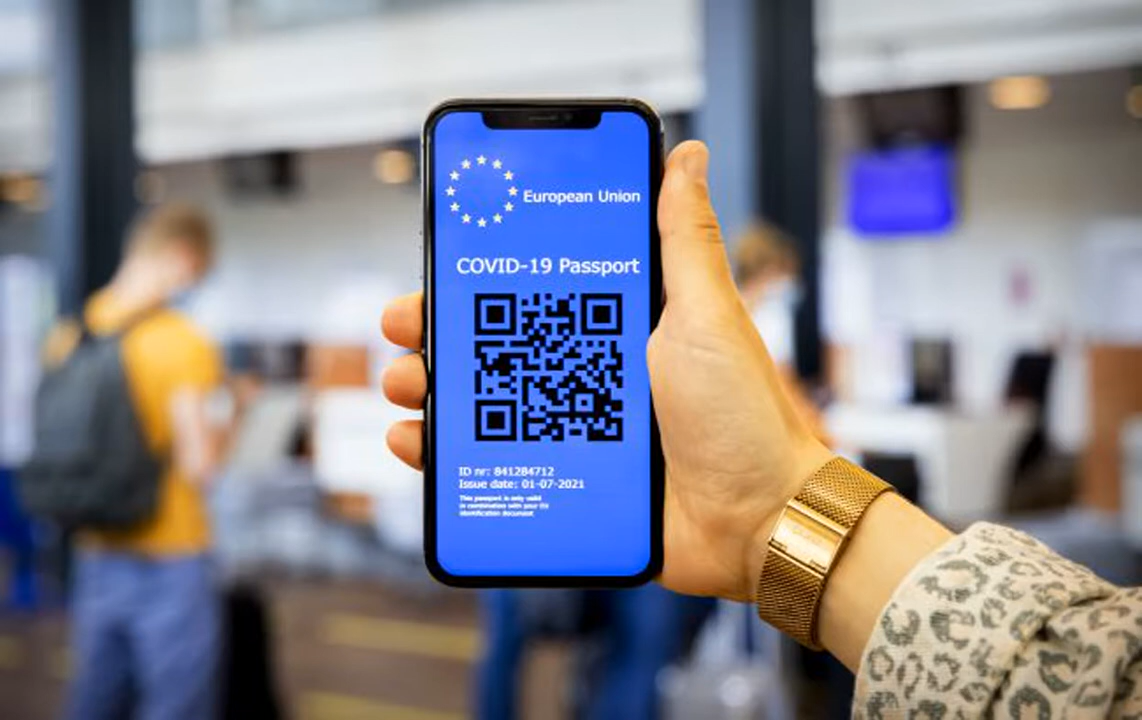 European Union
COVID-19 Passport
ID nr: 841284712
Issue date: 01-07-2021
This passport is only valid
in combination with your EU
identification document